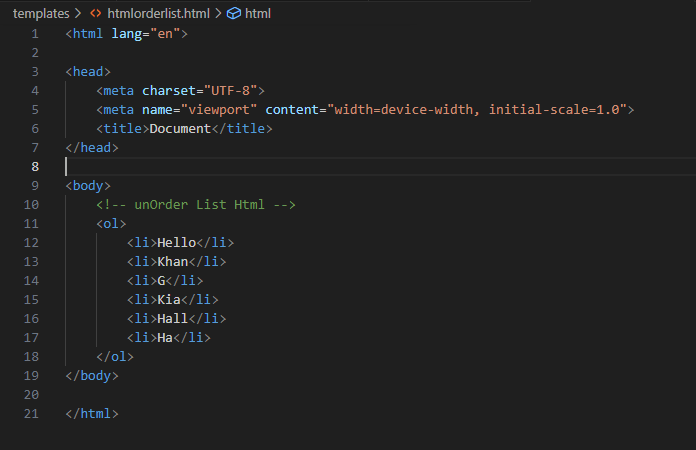 templates > <> htmlorderlist.html > html
1 <html lang="en">
2
3 <head>
4     <meta charset="UTF-8">
5     <meta name="viewport" content="width=device-width, initial-scale=1.0">
6     <title>Document</title>
7 </head>
8
9 <body>
10     <!-- unOrder List Html -->
11     <ol>
12         <li>Hello</li>
13         <li>Khan</li>
14         <li>G</li>
15         <li>Kia</li>
16         <li>Hall</li>
17         <li>Ha</li>
18     </ol>
19 </body>
20
21 </html>